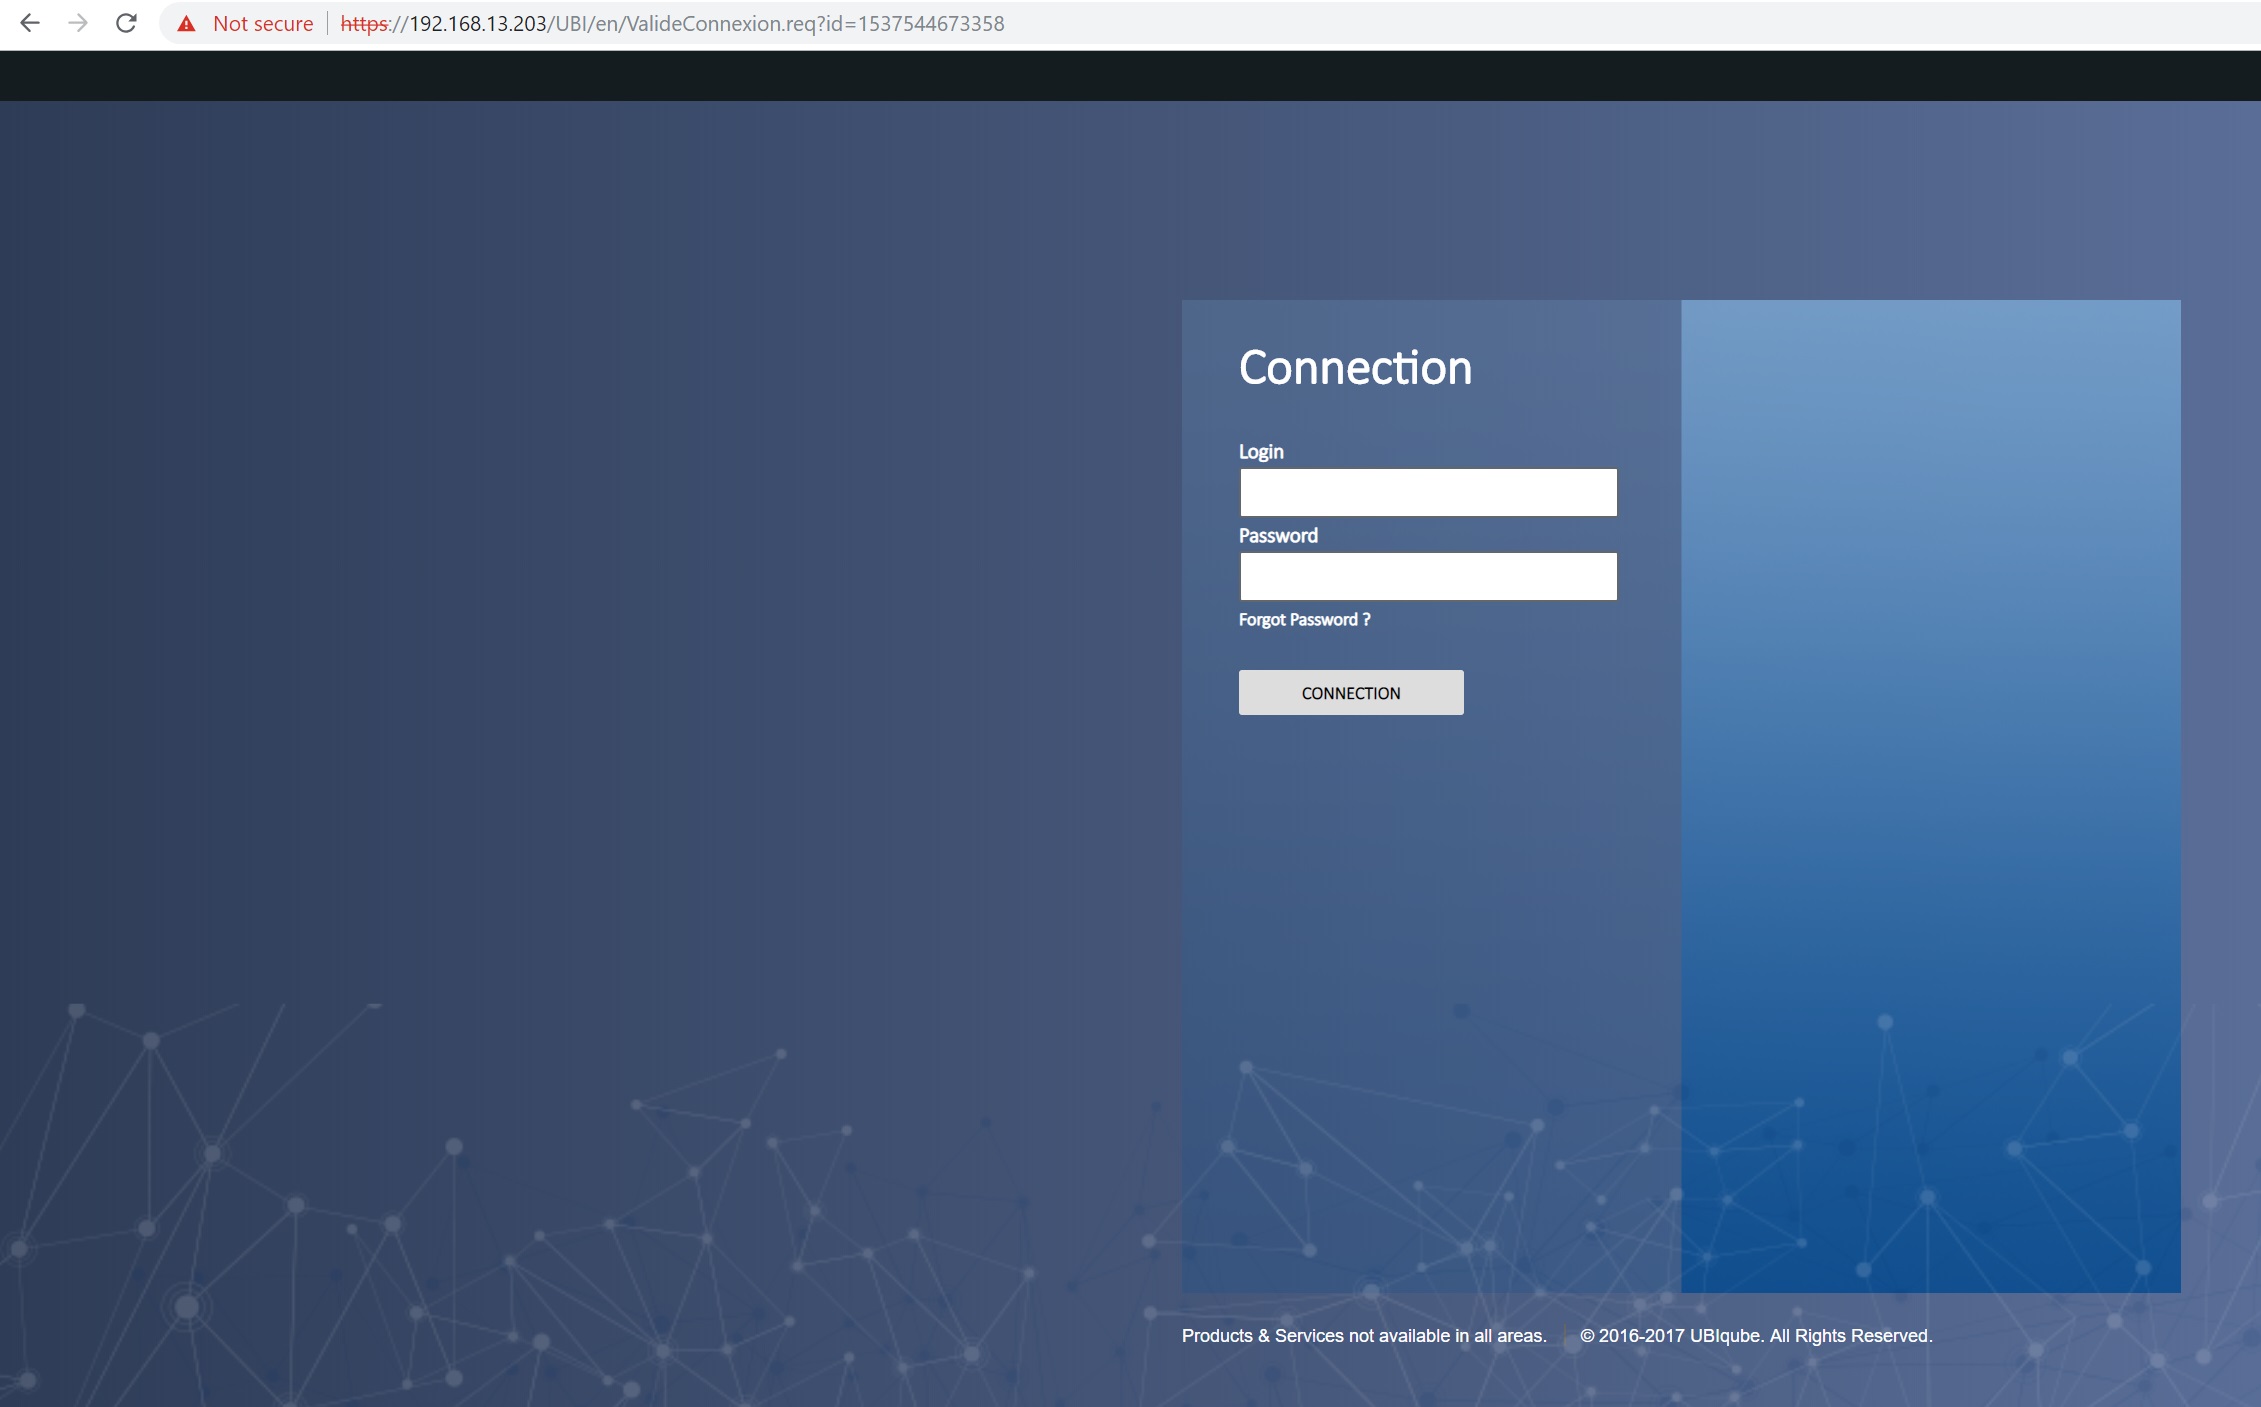 Not secure | https://192.168.13.203/UBI/en/ValideConnexion.req?id=1537544673358
Connection
Login
Password
Forgot Password ?
CONNECTION
Products & Services not available in all areas. | © 2016-2017 UBIqube. All Rights Reserved.